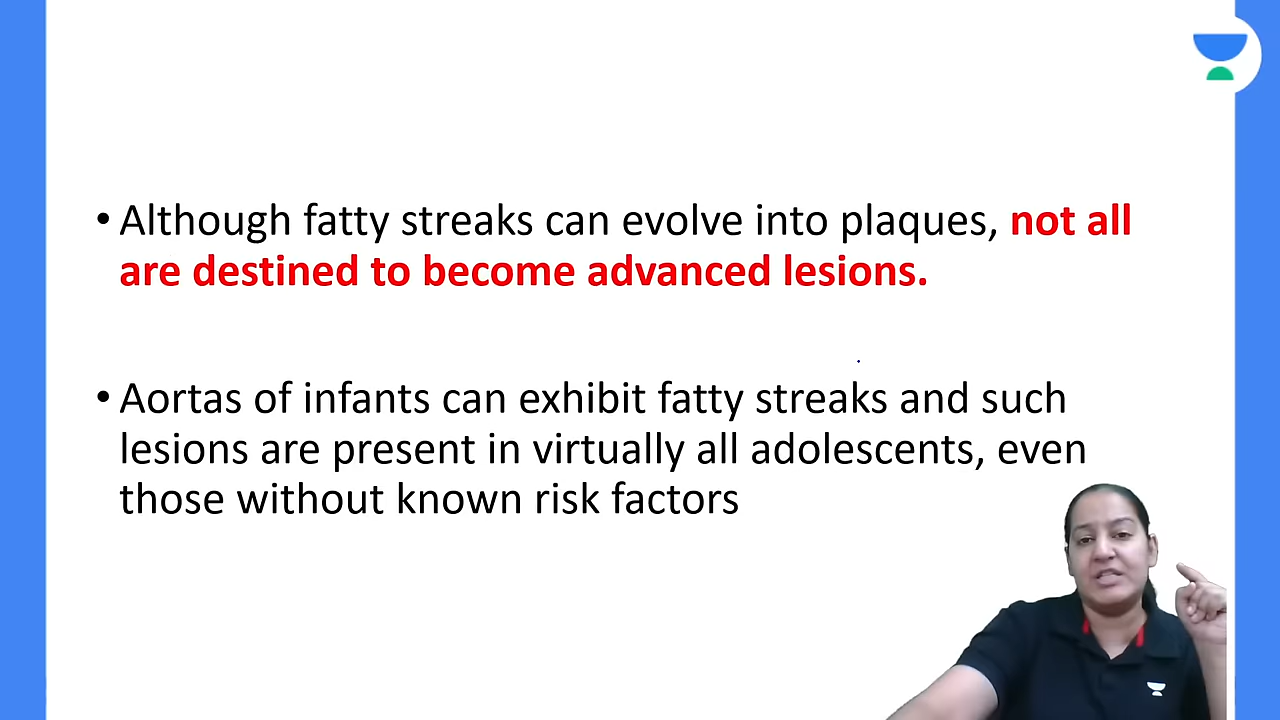 • Although fatty streaks can evolve into plaques, not all
are destined to become advanced lesions.
• Aortas of infants can exhibit fatty streaks and such
lesions are present in virtually all adolescents, even
those without known risk factors